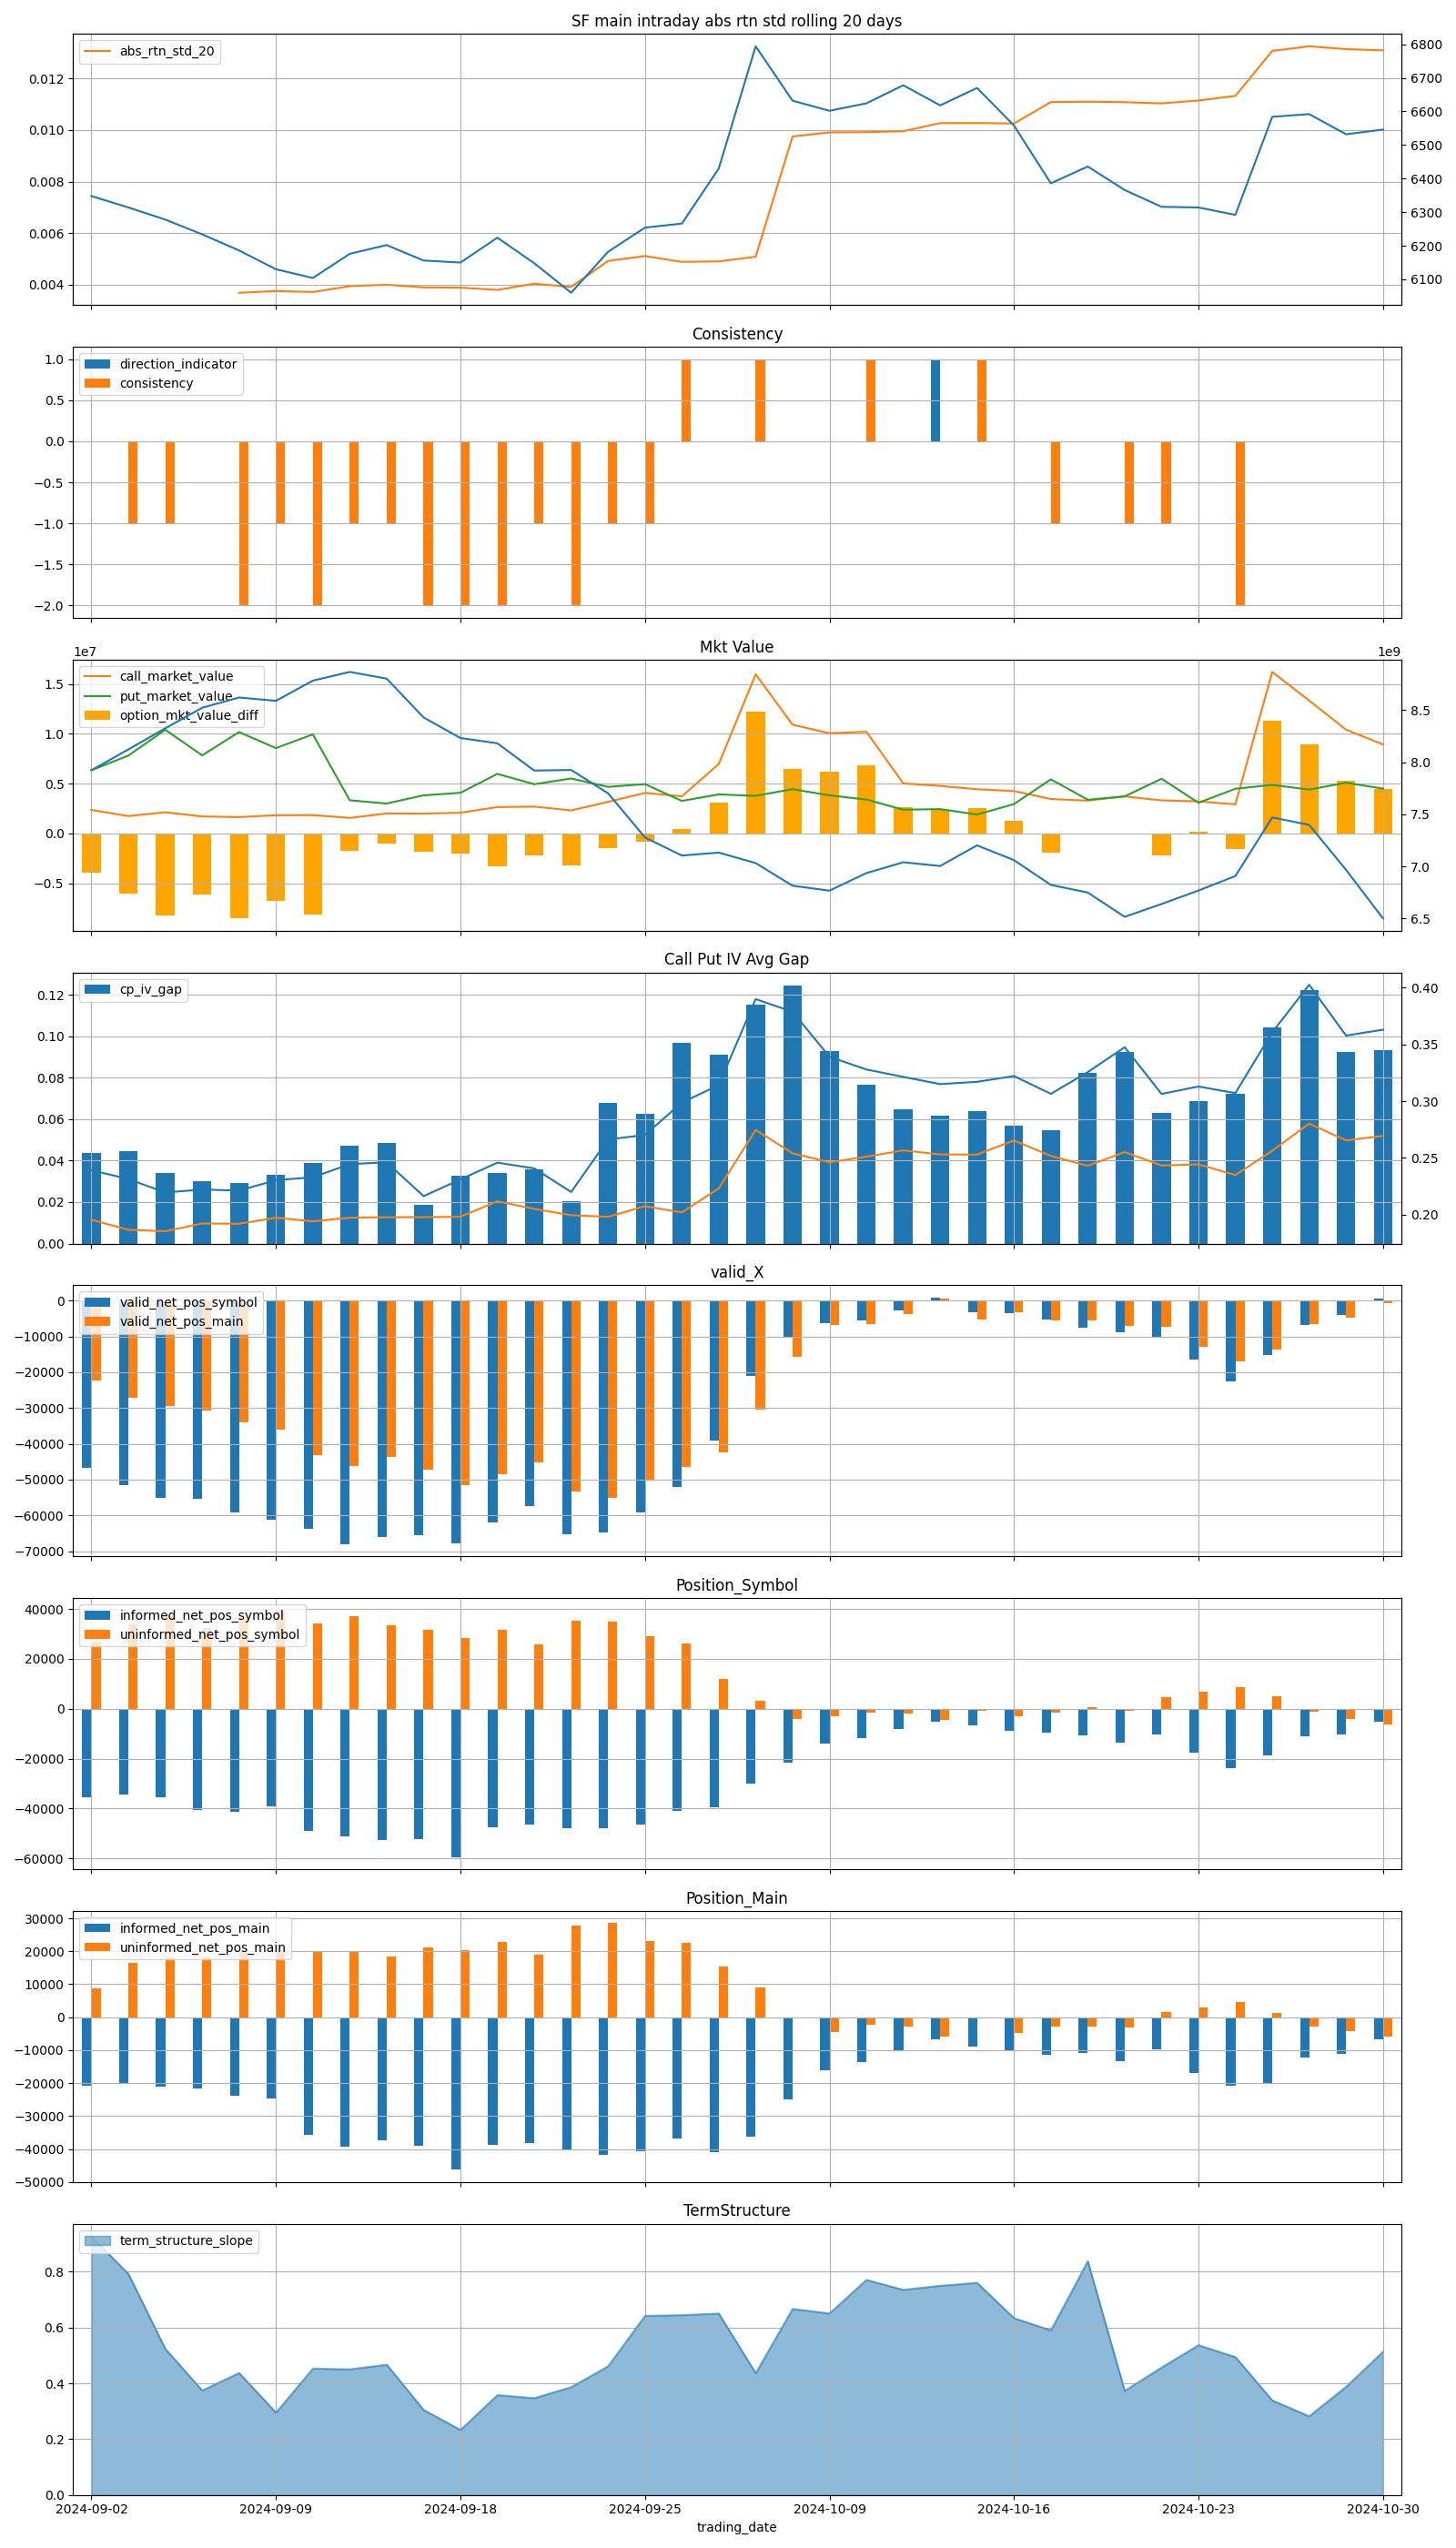 SF main intraday abs rtn std rolling 20 days
abs_rtn_std_20
0.012
0.010
0.008
0.006
0.004
6800
6700
6600
6500
6400
6300
6200
6100
Consistency
direction_indicator
consistency
1.0
0.5
0.0
−0.5
−1.0
−1.5
−2.0
Mkt Value
1e7
1e9
call_market_value
put_market_value
option_mkt_value_diff
1.5
1.0
0.5
0.0
−0.5
8.5
8.0
7.5
7.0
6.5
Call Put IV Avg Gap
cp_iv_gap
0.12
0.10
0.08
0.06
0.04
0.02
0.00
0.40
0.35
0.30
0.25
0.20
valid_X
valid_net_pos_symbol
valid_net_pos_main
0
−10000
−20000
−30000
−40000
−50000
−60000
−70000
Position_Symbol
informed_net_pos_symbol
uninformed_net_pos_symbol
40000
20000
0
−20000
−40000
−60000
Position_Main
informed_net_pos_main
uninformed_net_pos_main
30000
20000
10000
0
−10000
−20000
−30000
−40000
−50000
TermStructure
term_structure_slope
0.8
0.6
0.4
0.2
0.0
2024-09-02 2024-09-09 2024-09-18 2024-09-25 2024-10-09 2024-10-16 2024-10-23 2024-10-30
trading_date